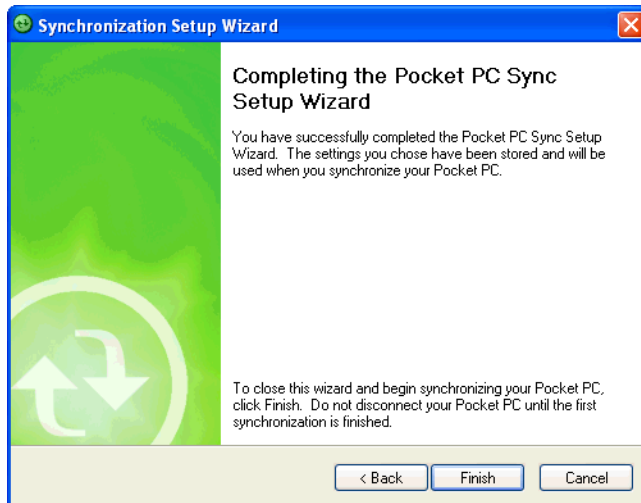 Synchronization Setup Wizard
Completing the Pocket PC Sync
Setup Wizard
You have successfully completed the Pocket PC Sync Setup
Wizard. The settings you chose have been stored and will be
used when you synchronize your Pocket PC.
To close this wizard and begin synchronizing your Pocket PC,
click Finish. Do not disconnect your Pocket PC until the first
synchronization is finished.
< Back Finish Cancel